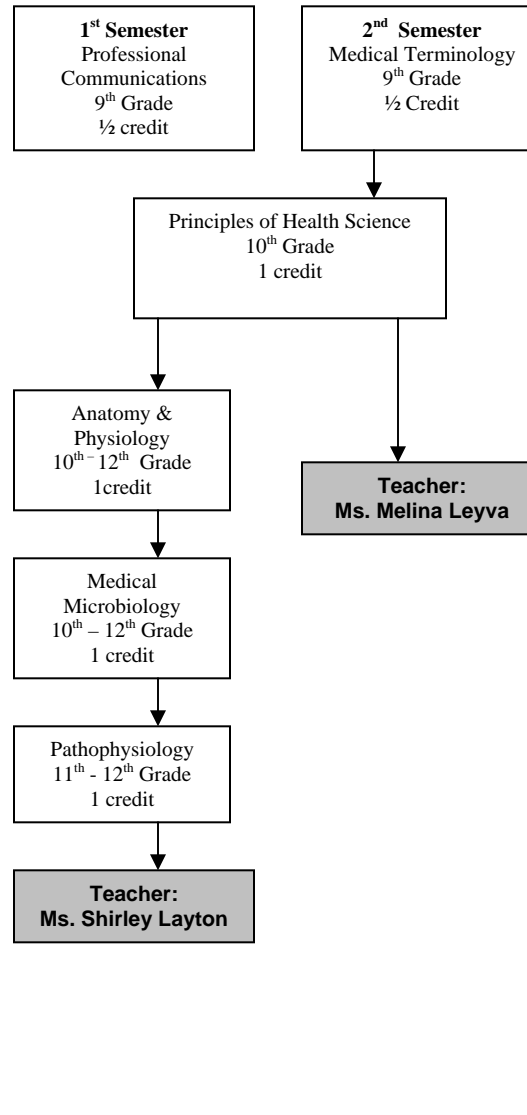 1st Semester
Professional
Communications
9th Grade
½ credit
2nd Semester
Medical Terminology
9th Grade
½ Credit
Principles of Health Science
10th Grade
1 credit
Anatomy &
Physiology
10th – 12th Grade
1credit
Teacher:
Ms. Melina Leyva
Medical
Microbiology
10th – 12th Grade
1 credit
Pathophysiology
11th - 12th Grade
1 credit
Teacher:
Ms. Shirley Layton